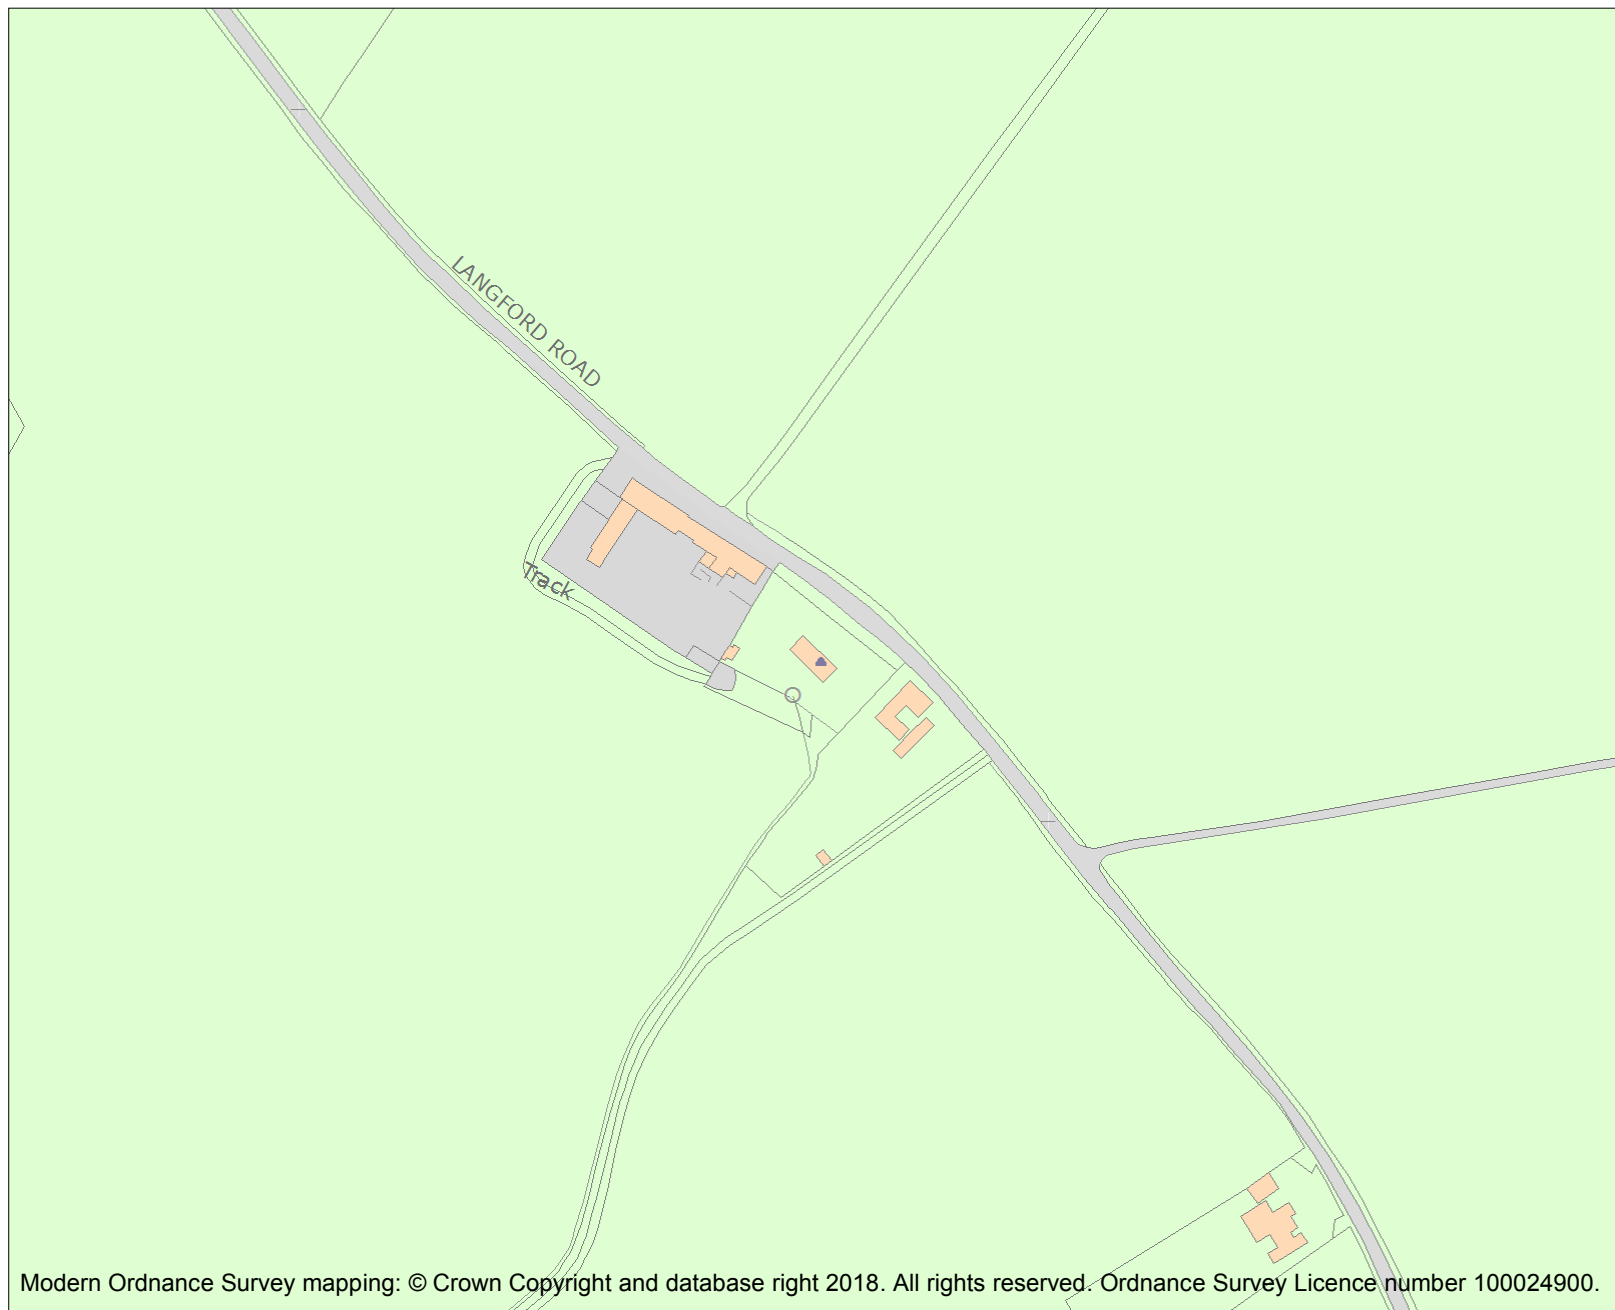 LANGFORD ROAD
Track
Modern Ordnance Survey mapping: © Crown Copyright and database right 2018. All rights reserved. Ordnance Survey Licence number 100024900.